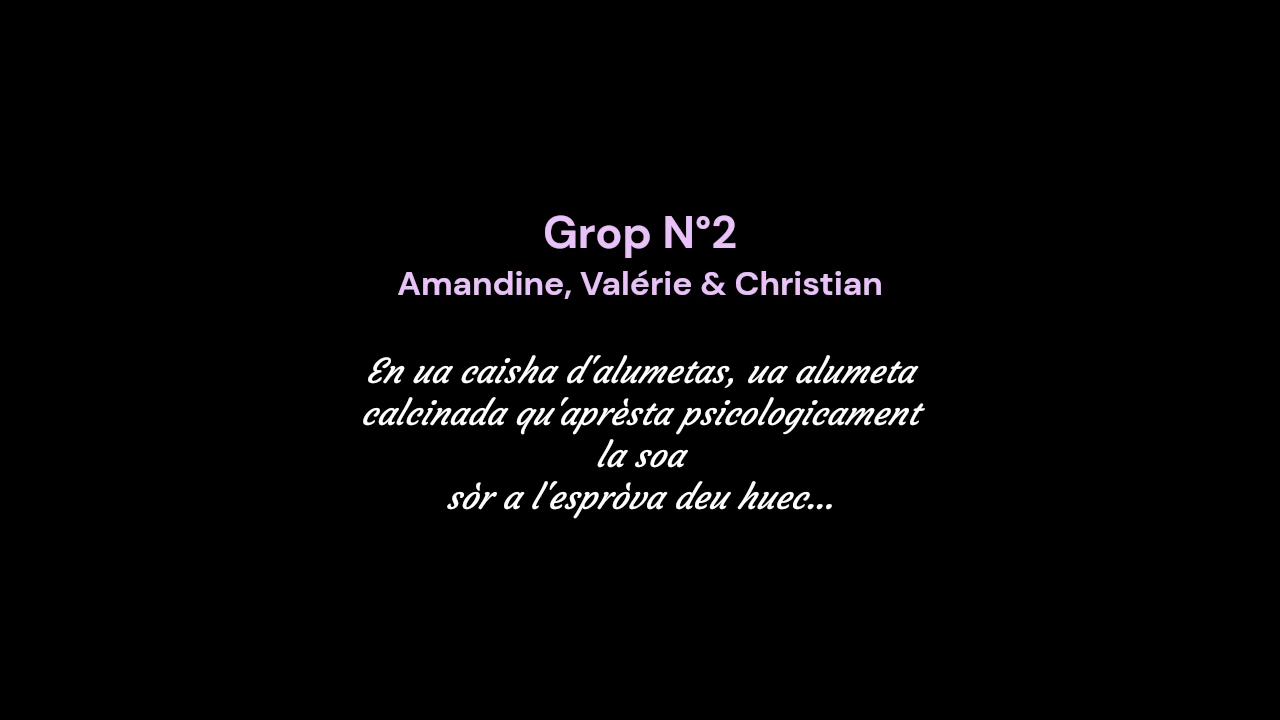 Grop N°2
Amandine, Valérie & Christian
En ua caisha d'alumetas, ua alumeta
calcinada qu'aprèsta psicologicament
la soa
sòr a l'espròva deu huec...